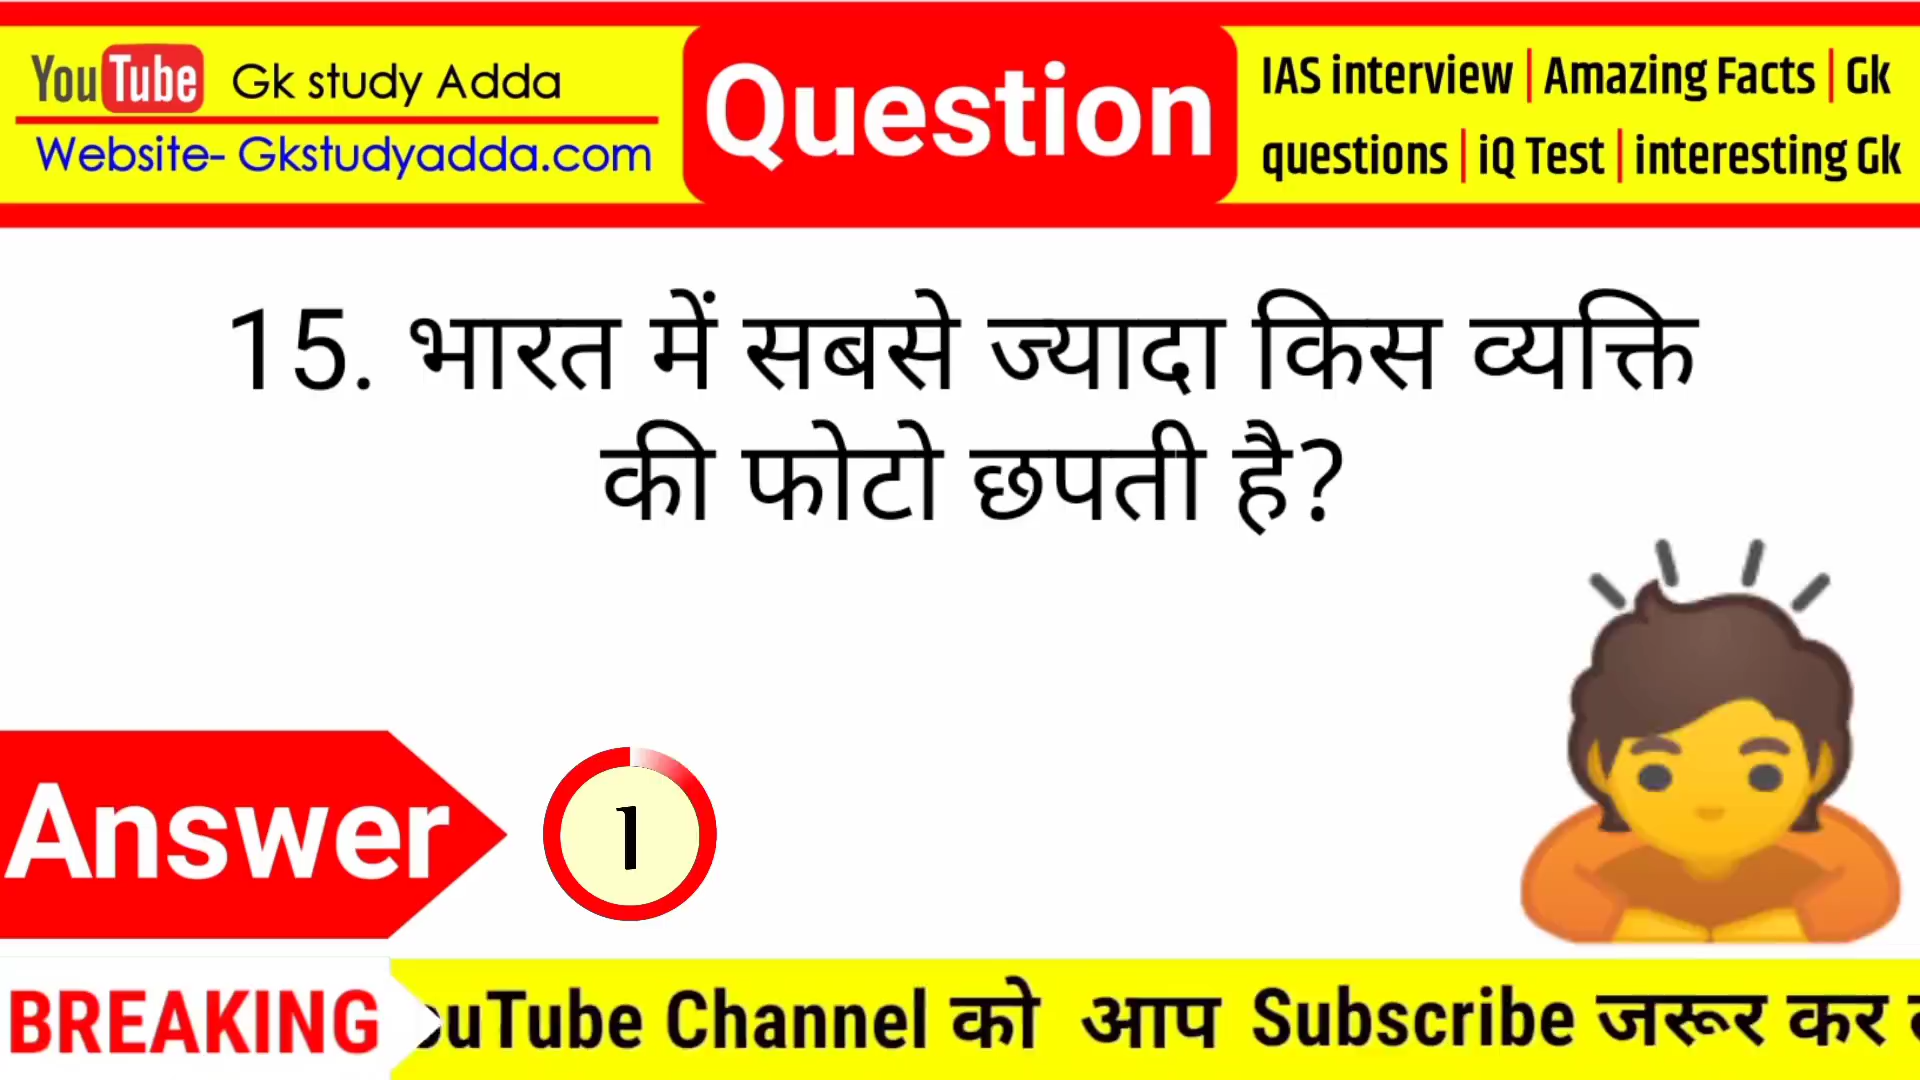 YouTube Gk study Adda
Website- Gkstudyadda.com
Question
IAS interview | Amazing Facts | Gk
questions | iQ Test | interesting Gk
15. भारत में सबसे ज्यादा किस व्यक्ति
की फोटो छपती है?
Answer
1
BREAKING
ouTube Channel को आप Subscribe जरूर कर